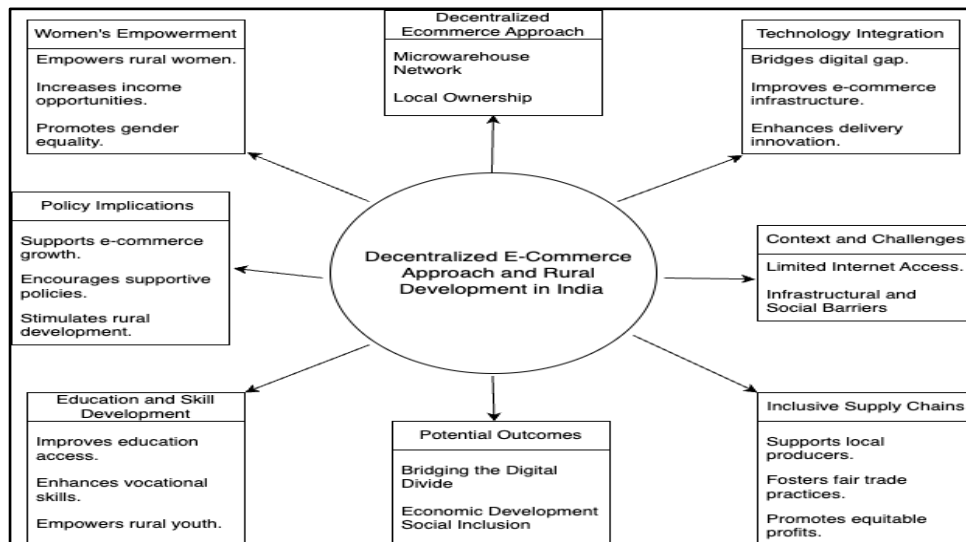 Women's Empowerment
Empowers rural women.
Increases income
opportunities.
Promotes gender
equality.
Decentralized
Ecommerce Approach
Microwarehouse
Network
Local Ownership
Technology Integration
Bridges digital gap.
Improves e-commerce
infrastructure.
Enhances delivery
innovation.
Policy Implications
Supports e-commerce
growth.
Encourages supportive
policies.
Stimulates rural
development.
Decentralized E-Commerce
Approach and Rural
Development in India
Context and Challenges
Limited Internet Access.
Infrastructural and
Social Barriers
Education and Skill
Development
Improves education
access.
Enhances vocational
skills.
Empowers rural youth.
Potential Outcomes
Bridging the Digital
Divide
Economic Development
Social Inclusion
Inclusive Supply Chains
Supports local
producers.
Fosters fair trade
practices.
Promotes equitable
profits.